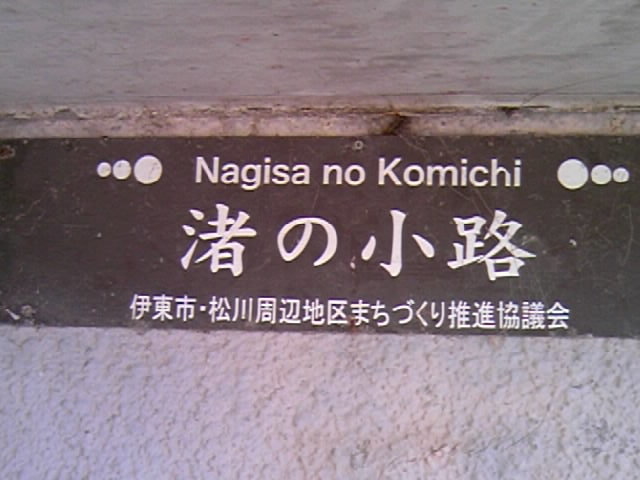 Nagisa no Komichi
渚の小路
伊東市・松川周辺地区まちづくり推進協議会